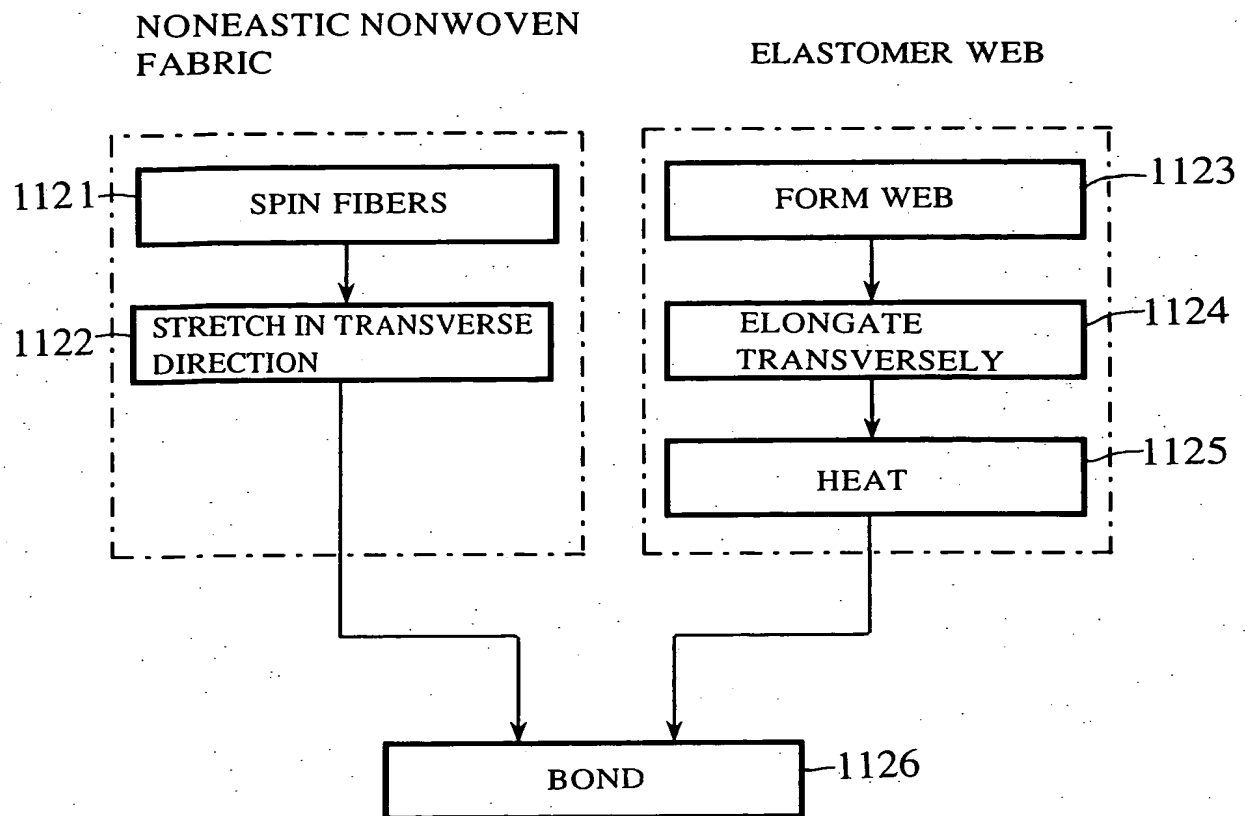 NONEASTIC NONWOVEN
FABRIC
ELASTOMER WEB
1121
SPIN FIBERS
1122
STRETCH IN TRANSVERSE
DIRECTION
FORM WEB
1123
ELONGATE
TRANSVERSELY
1124
HEAT
1125
BOND
1126